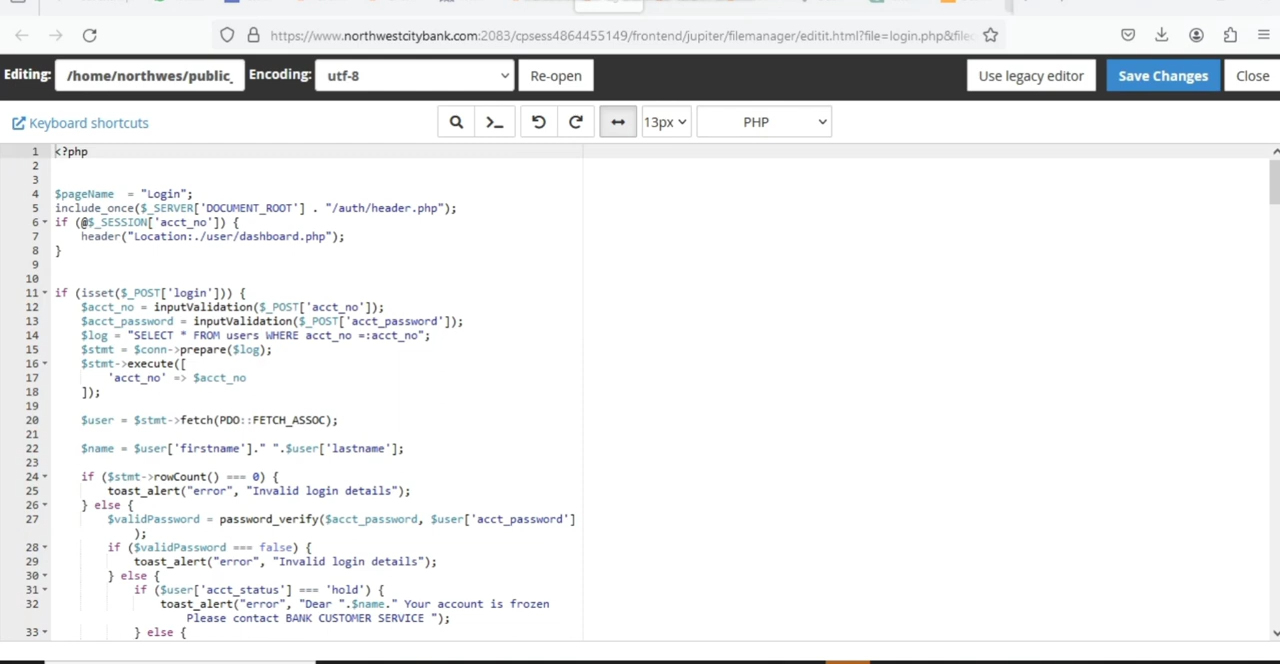 https://www.northwestcitybank.com:2083/cpsess4864455149/frontend/jupiter/filemanager/editit.html?file=login.php&file
Editing: /home/northwes/public_ Encoding: utf-8 Re-open Use legacy editor Save Changes Close
Keyboard shortcuts >_ 13px PHP
1 <?php
2
3
4 $pageName  = "Login";
5 include_once($_SERVER['DOCUMENT_ROOT'] . "/auth/header.php");
6 if (@$_SESSION['acct_no']) {
7     header("Location:./user/dashboard.php");
8 }
9
10
11 if (isset($_POST['login'])) {
12     $acct_no = inputValidation($_POST['acct_no']);
13     $acct_password = inputValidation($_POST['acct_password']);
14     $log = "SELECT * FROM users WHERE acct_no =:acct_no";
15     $stmt = $conn->prepare($log);
16     $stmt->execute([
17         'acct_no' => $acct_no
18     ]);
19
20     $user = $stmt->fetch(PDO::FETCH_ASSOC);
21
22     $name = $user['firstname']." ".$user['lastname'];
23
24     if ($stmt->rowCount() === 0) {
25         toast_alert("error", "Invalid login details");
26     } else {
27         $validPassword = password_verify($acct_password, $user['acct_password']
);
28         if ($validPassword === false) {
29             toast_alert("error", "Invalid login details");
30         } else {
31             if ($user['acct_status'] === 'hold') {
32                 toast_alert("error", "Dear ".$name." Your account is frozen
Please contact BANK CUSTOMER SERVICE ");
33             } else {